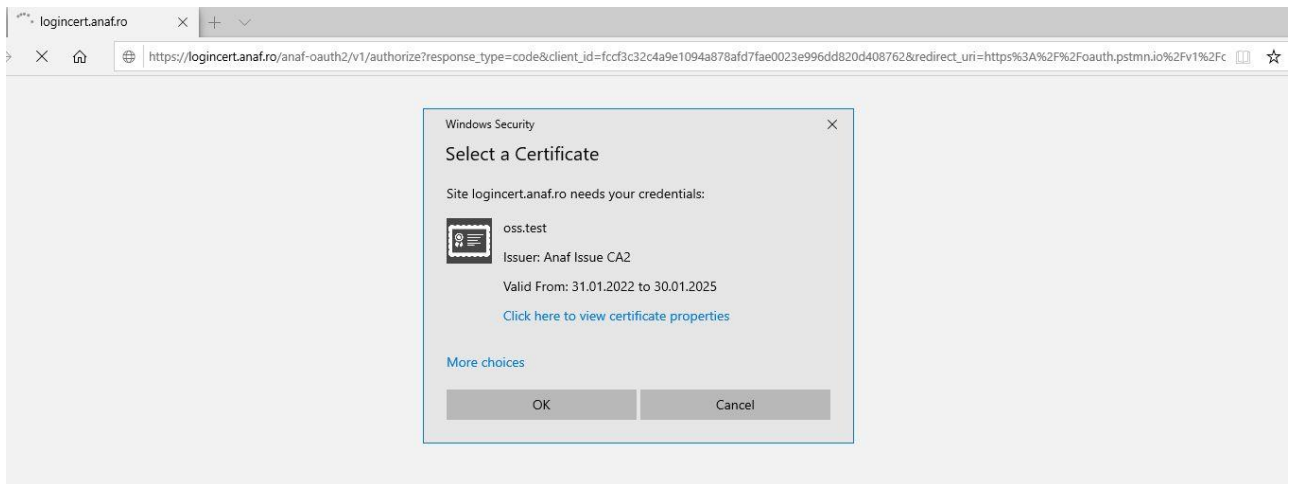 logincert.anaf.ro
https://logincert.anaf.ro/anaf-oauth2/v1/authorize?response_type=code&client_id=fccf3c32c4a9e1094a878afd7fae0023e996dd820d408762&redirect_uri=https%3A%2F%2Foauth.pstmn.io%2Fv1%2Fc
Windows Security
Select a Certificate
Site logincert.anaf.ro needs your credentials:
oss.test
Issuer: Anaf Issue CA2
Valid From: 31.01.2022 to 30.01.2025
Click here to view certificate properties
More choices
OK Cancel